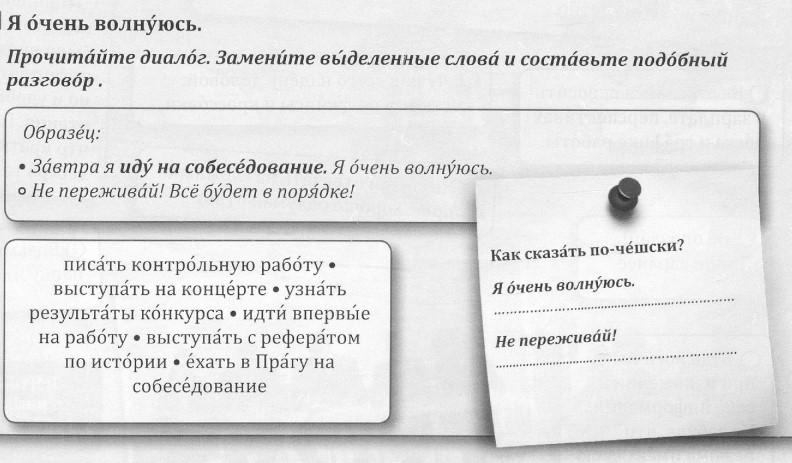 Я о́чень волну́юсь.
Прочита́йте диало́г. Замени́те вы́деленные слова́ и соста́вьте подо́бный
разгово́р .
Образе́ц:
• За́втра я иду́ на собесе́дование. Я о́чень волну́юсь.
○ Не пережива́й! Всё бу́дет в поря́дке!
писа́ть контро́льную рабо́ту •
выступа́ть на конце́рте • узна́ть
результа́ты ко́нкурса • идти́ впервы́е
на рабо́ту • выступа́ть с рефера́том
по исто́рии • е́хать в Пра́гу на
собесе́дование
Как сказа́ть по-че́шски?
Я о́чень волну́юсь.
Не пережива́й!